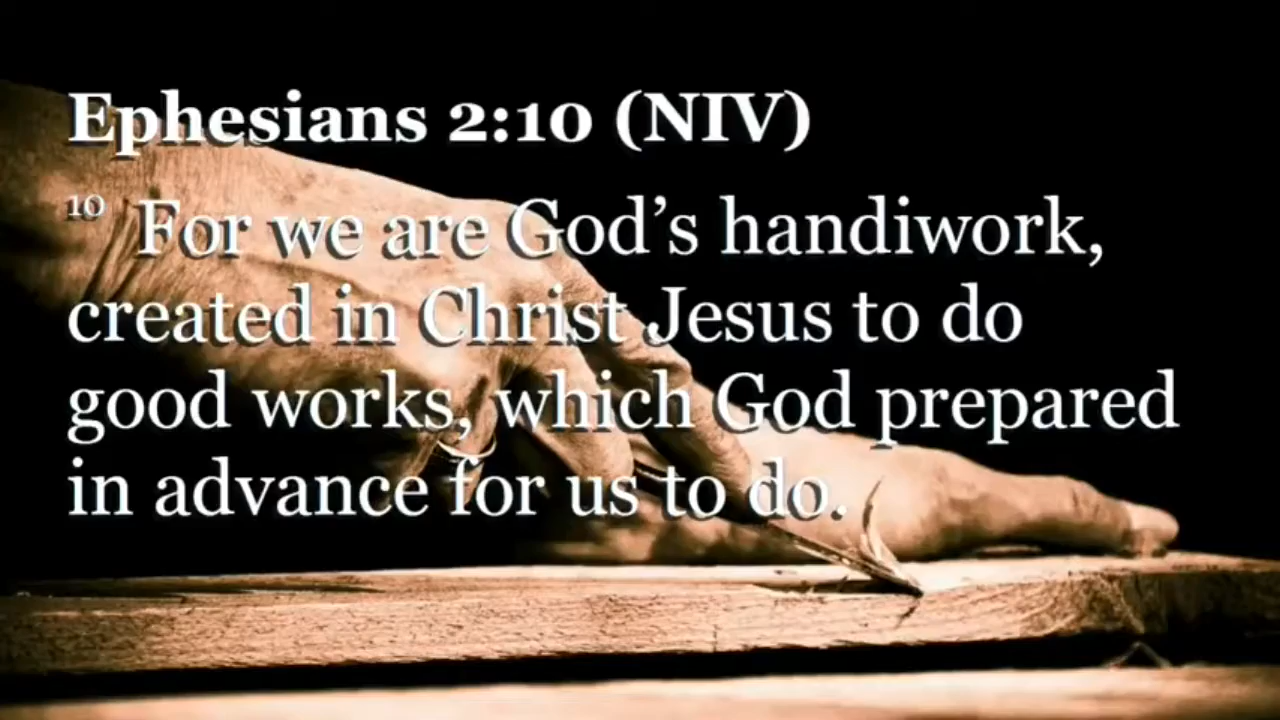 Ephesians 2:10 (NIV)
10 For we are God’s handiwork,
created in Christ Jesus to do
good works, which God prepared
in advance for us to do.